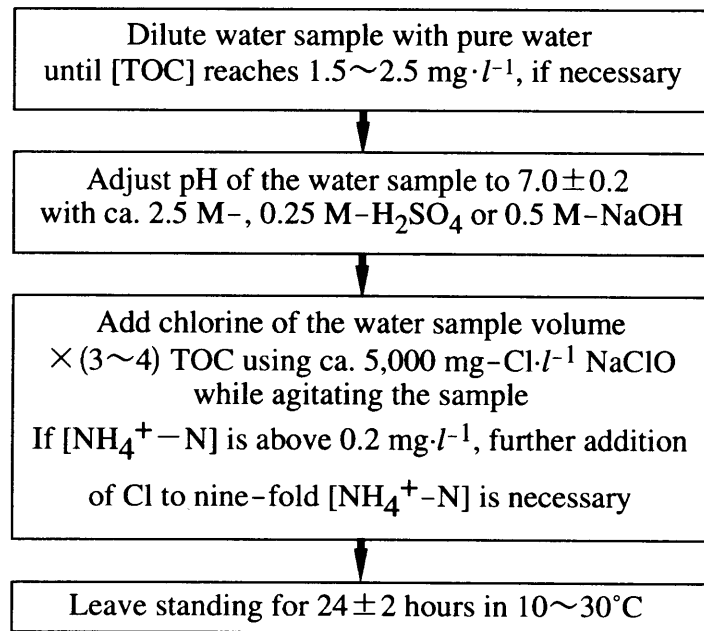 Dilute water sample with pure water
until [TOC] reaches 1.5~2.5 mg·l⁻¹, if necessary
Adjust pH of the water sample to 7.0±0.2
with ca. 2.5 M-, 0.25 M-H₂SO₄ or 0.5 M-NaOH
Add chlorine of the water sample volume
×(3~4) TOC using ca. 5,000 mg-Cl·l⁻¹ NaClO
while agitating the sample
If [NH₄⁺-N] is above 0.2 mg·l⁻¹, further addition
of Cl to nine-fold [NH₄⁺-N] is necessary
Leave standing for 24±2 hours in 10~30°C